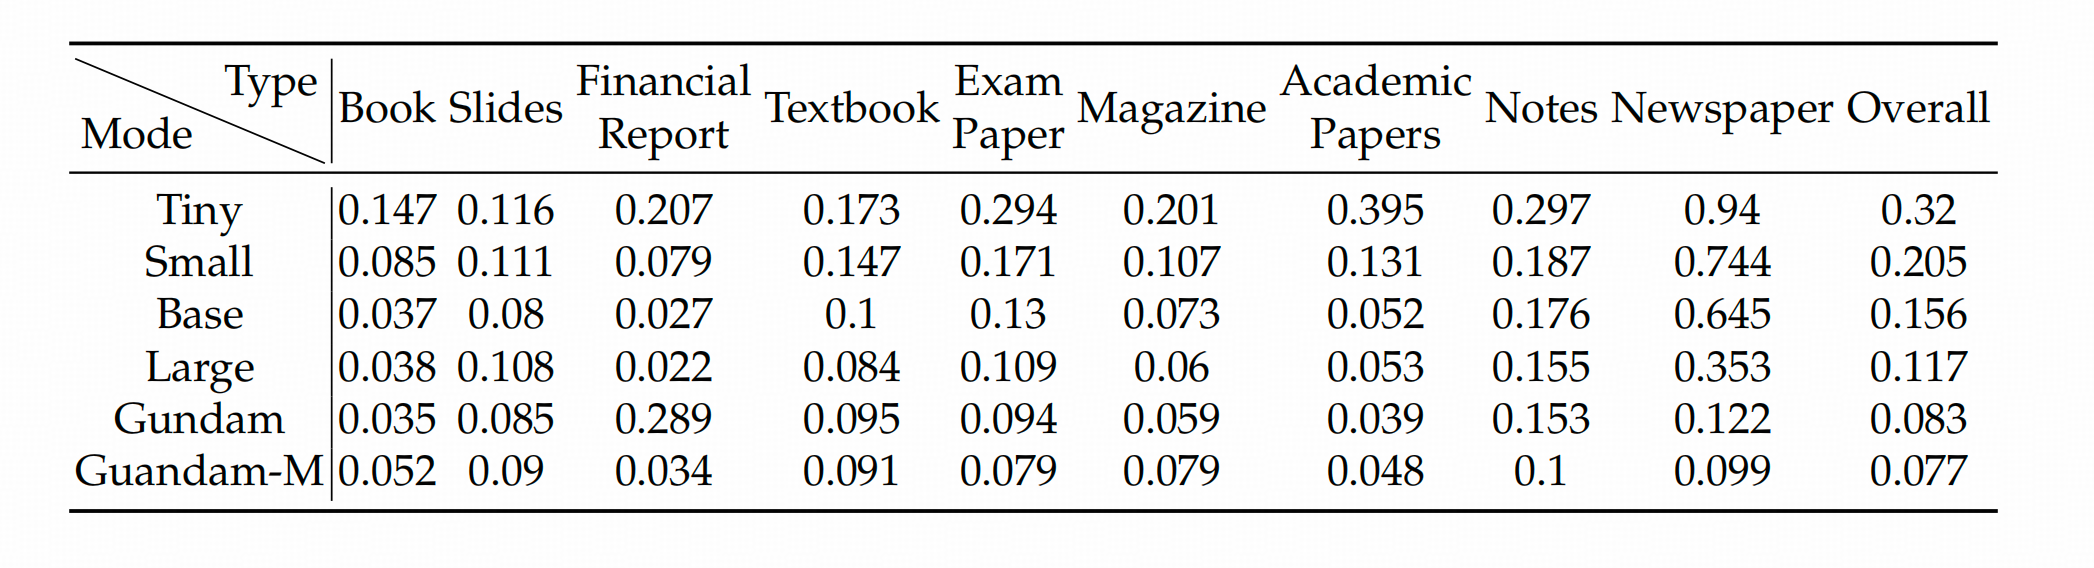 Type
Mode
Book Slides Financial Report Textbook Exam Paper Magazine Academic Papers Notes Newspaper Overall
Tiny 0.147 0.116 0.207 0.173 0.294 0.201 0.395 0.297 0.94 0.32
Small 0.085 0.111 0.079 0.147 0.171 0.107 0.131 0.187 0.744 0.205
Base 0.037 0.08 0.027 0.1 0.13 0.073 0.052 0.176 0.645 0.156
Large 0.038 0.108 0.022 0.084 0.109 0.06 0.053 0.155 0.353 0.117
Gundam 0.035 0.085 0.289 0.095 0.094 0.059 0.039 0.153 0.122 0.083
Guandam-M 0.052 0.09 0.034 0.091 0.079 0.079 0.048 0.1 0.099 0.077